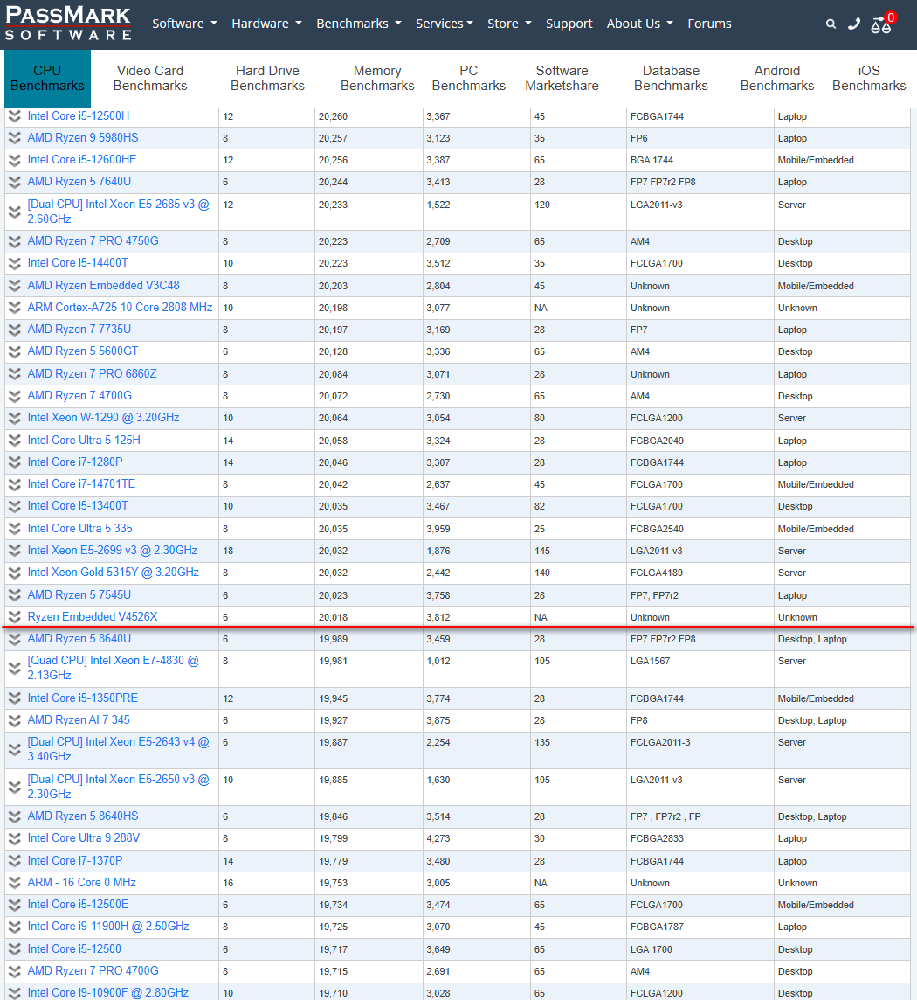 PASSMARK
SOFTWARE
Software Hardware Benchmarks Services Store Support About Us Forums 0
CPU Benchmarks
Video Card Benchmarks
Hard Drive Benchmarks
Memory Benchmarks
PC Benchmarks
Software Marketshare
Database Benchmarks
Android Benchmarks
iOS Benchmarks
Intel Core i5-12500H 12 20,260 3,367 45 FCBGA1744 Laptop
AMD Ryzen 9 5980HS 8 20,257 3,123 35 FP6 Laptop
Intel Core i5-12600HE 12 20,256 3,387 65 BGA 1744 Mobile/Embedded
AMD Ryzen 5 7640U 6 20,244 3,413 28 FP7 FP7r2 FP8 Laptop
[Dual CPU] Intel Xeon E5-2685 v3 @ 12 20,233 1,522 120 LGA2011-v3 Server
2.60GHz
AMD Ryzen 7 PRO 4750G 8 20,223 2,709 65 AM4 Desktop
Intel Core i5-14400T 10 20,223 3,512 35 FCLGA1700 Desktop
AMD Ryzen Embedded V3C48 8 20,203 2,804 45 Unknown Mobile/Embedded
ARM Cortex-A725 10 Core 2808 MHz 10 20,198 3,077 NA Unknown Unknown
AMD Ryzen 7 7735U 8 20,197 3,169 28 FP7 Laptop
AMD Ryzen 5 5600GT 6 20,128 3,336 65 AM4 Desktop
AMD Ryzen 7 PRO 6860Z 8 20,084 3,071 28 Unknown Laptop
AMD Ryzen 7 4700G 8 20,072 2,730 65 AM4 Desktop
Intel Xeon W-1290 @ 3.20GHz 10 20,064 3,054 80 FCLGA1200 Server
Intel Core Ultra 5 125H 14 20,058 3,324 28 FCBGA2049 Laptop
Intel Core i7-1280P 14 20,046 3,307 28 FCBGA1744 Laptop
Intel Core i7-14701TE 8 20,042 2,637 45 FCLGA1700 Mobile/Embedded
Intel Core i5-13400T 10 20,035 3,467 82 FCLGA1700 Desktop
Intel Core Ultra 5 335 8 20,035 3,959 25 FCBGA2540 Mobile/Embedded
Intel Xeon E5-2699 v3 @ 2.30GHz 18 20,032 1,876 145 LGA2011-v3 Server
Intel Xeon Gold 5315Y @ 3.20GHz 8 20,032 2,442 140 FCLGA4189 Server
AMD Ryzen 5 7545U 6 20,023 3,758 28 FP7, FP7r2 Laptop
Ryzen Embedded V4526X 6 20,018 3,812 NA Unknown Unknown
AMD Ryzen 5 8640U 6 19,989 3,459 28 FP7 FP7r2 FP8 Desktop, Laptop
[Quad CPU] Intel Xeon E7-4830 @ 8 19,981 1,012 105 LGA1567 Server
2.13GHz
Intel Core i5-1350PRE 12 19,945 3,774 28 FCBGA1744 Mobile/Embedded
AMD Ryzen AI 7 345 6 19,927 3,875 28 FP8 Desktop, Laptop
[Dual CPU] Intel Xeon E5-2643 v4 @ 6 19,887 2,254 135 FCLGA2011-3 Server
3.40GHz
[Dual CPU] Intel Xeon E5-2650 v3 @ 10 19,885 1,630 105 LGA2011-v3 Server
2.30GHz
AMD Ryzen 5 8640HS 6 19,846 3,514 28 FP7 , FP7r2 , FP Desktop, Laptop
Intel Core Ultra 9 288V 8 19,799 4,273 30 FCBGA2833 Laptop
Intel Core i7-1370P 14 19,779 3,480 28 FCBGA1744 Laptop
ARM - 16 Core 0 MHz 16 19,753 3,005 NA Unknown Unknown
Intel Core i5-12500E 6 19,734 3,474 65 FCLGA1700 Mobile/Embedded
Intel Core i9-11900H @ 2.50GHz 8 19,725 3,070 45 FCBGA1787 Laptop
Intel Core i5-12500 6 19,717 3,649 65 LGA 1700 Desktop
AMD Ryzen 7 PRO 4700G 8 19,715 2,691 65 AM4 Desktop
Intel Core i9-10900F @ 2.80GHz 10 19,710 3,028 65 FCLGA1200 Desktop